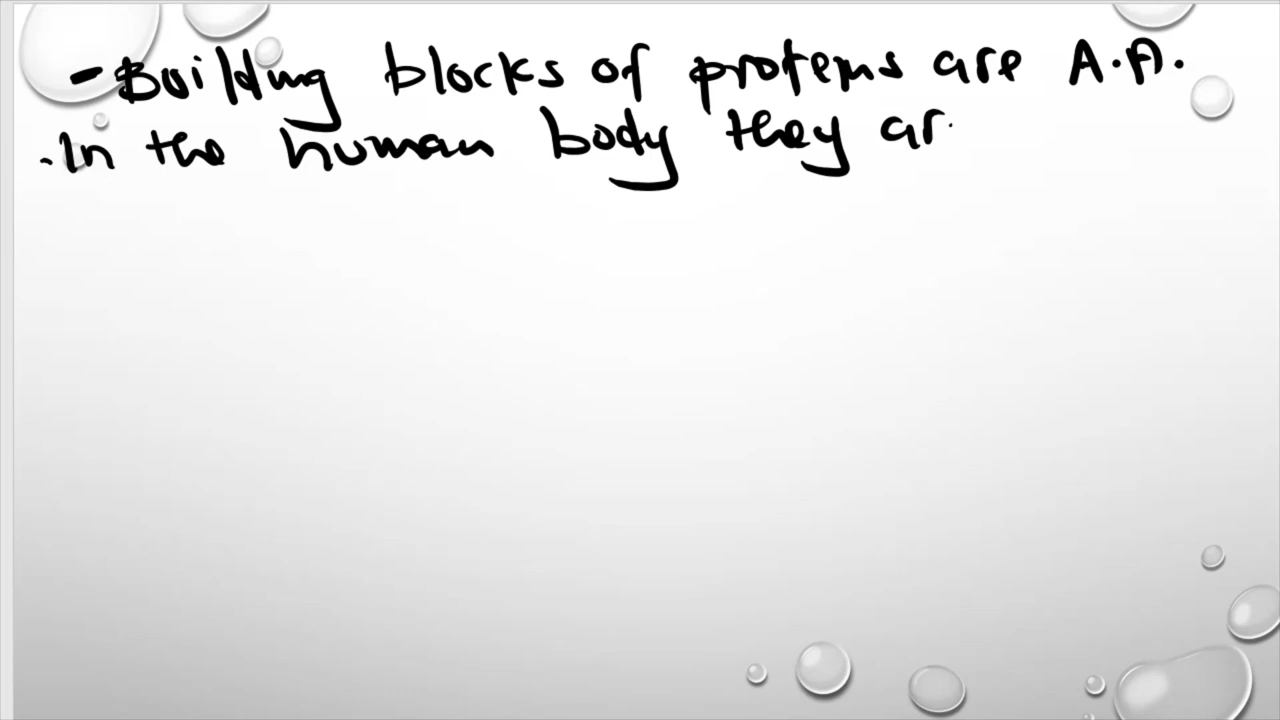 - Building blocks of proteins are A.A.
. In the human body they ar